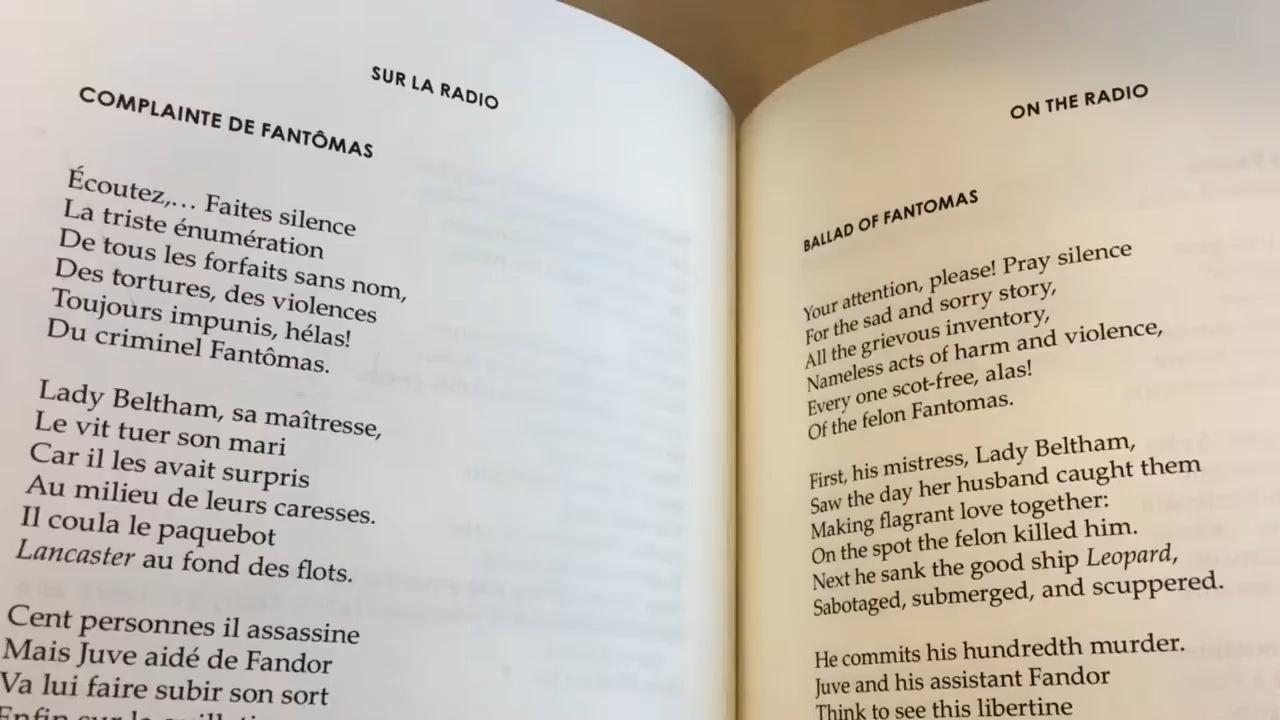 SUR LA RADIO
COMPLAINTE DE FANTÔMAS
Écoutez,… Faites silence
La triste énumération
De tous les forfaits sans nom,
Des tortures, des violences
Toujours impunis, hélas!
Du criminel Fantômas.
Lady Beltham, sa maîtresse,
Le vit tuer son mari
Car il les avait surpris
Au milieu de leurs caresses.
Il coula le paquebot
Lancaster au fond des flots.
Cent personnes il assassine
Mais Juve aidé de Fandor
Va lui faire subir son sort
Enfin sur la
ON THE RADIO
BALLAD OF FANTOMAS
Your attention, please! Pray silence
For the sad and sorry story,
All the grievous inventory,
Nameless acts of harm and violence,
Every one scot-free, alas!
Of the felon Fantomas.
First, his mistress, Lady Beltham,
Saw the day her husband caught them
Making flagrant love together:
On the spot the felon killed him.
Next he sank the good ship Leopard,
Sabotaged, submerged, and scuppered.
He commits his hundredth murder.
Juve and his assistant Fandor
Think to see this libertine